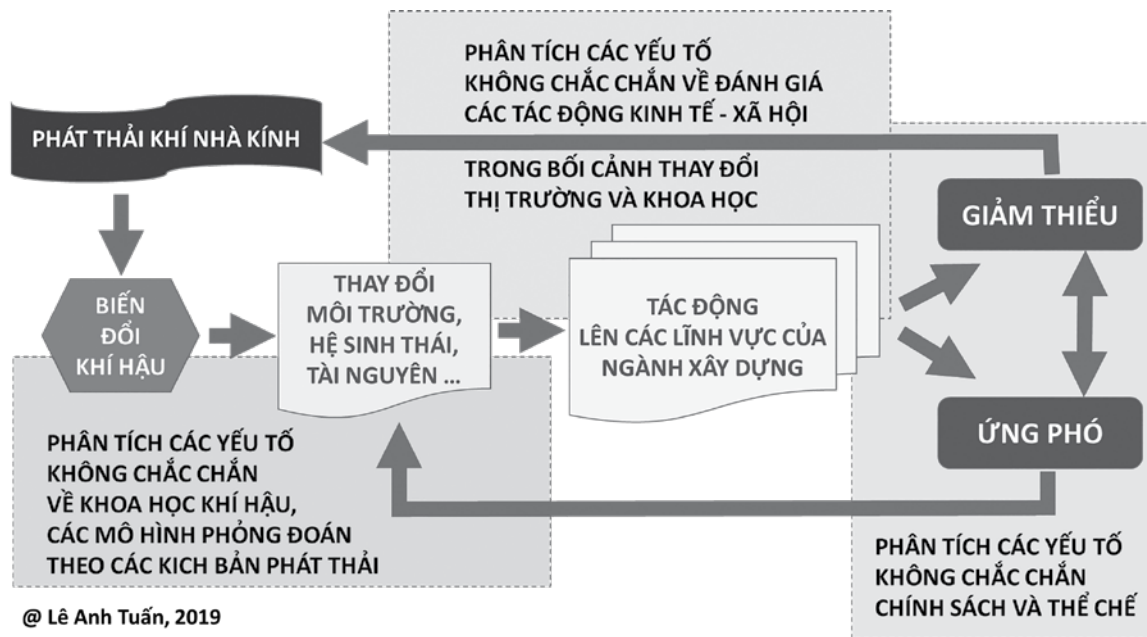 PHÂN TÍCH CÁC YẾU TỐ
KHÔNG CHẮC CHẮN VỀ ĐÁNH GIÁ
CÁC TÁC ĐỘNG KINH TẾ - XÃ HỘI
TRONG BỐI CẢNH THAY ĐỔI
THỊ TRƯỜNG VÀ KHOA HỌC
PHÁT THẢI KHÍ NHÀ KÍNH
GIẢM THIỂU
BIẾN
ĐỔI
KHÍ HẬU
THAY ĐỔI
MÔI TRƯỜNG,
HỆ SINH THÁI,
TÀI NGUYÊN ...
TÁC ĐỘNG
LÊN CÁC LĨNH VỰC CỦA
NGÀNH XÂY DỰNG
ỨNG PHÓ
PHÂN TÍCH CÁC YẾU TỐ
KHÔNG CHẮC CHẮN
VỀ KHOA HỌC KHÍ HẬU,
CÁC MÔ HÌNH PHỎNG ĐOÁN
THEO CÁC KICH BẢN PHÁT THẢI
PHÂN TÍCH CÁC YẾU TỐ
KHÔNG CHẮC CHẮN
CHÍNH SÁCH VÀ THỂ CHẾ
@ Lê Anh Tuấn, 2019